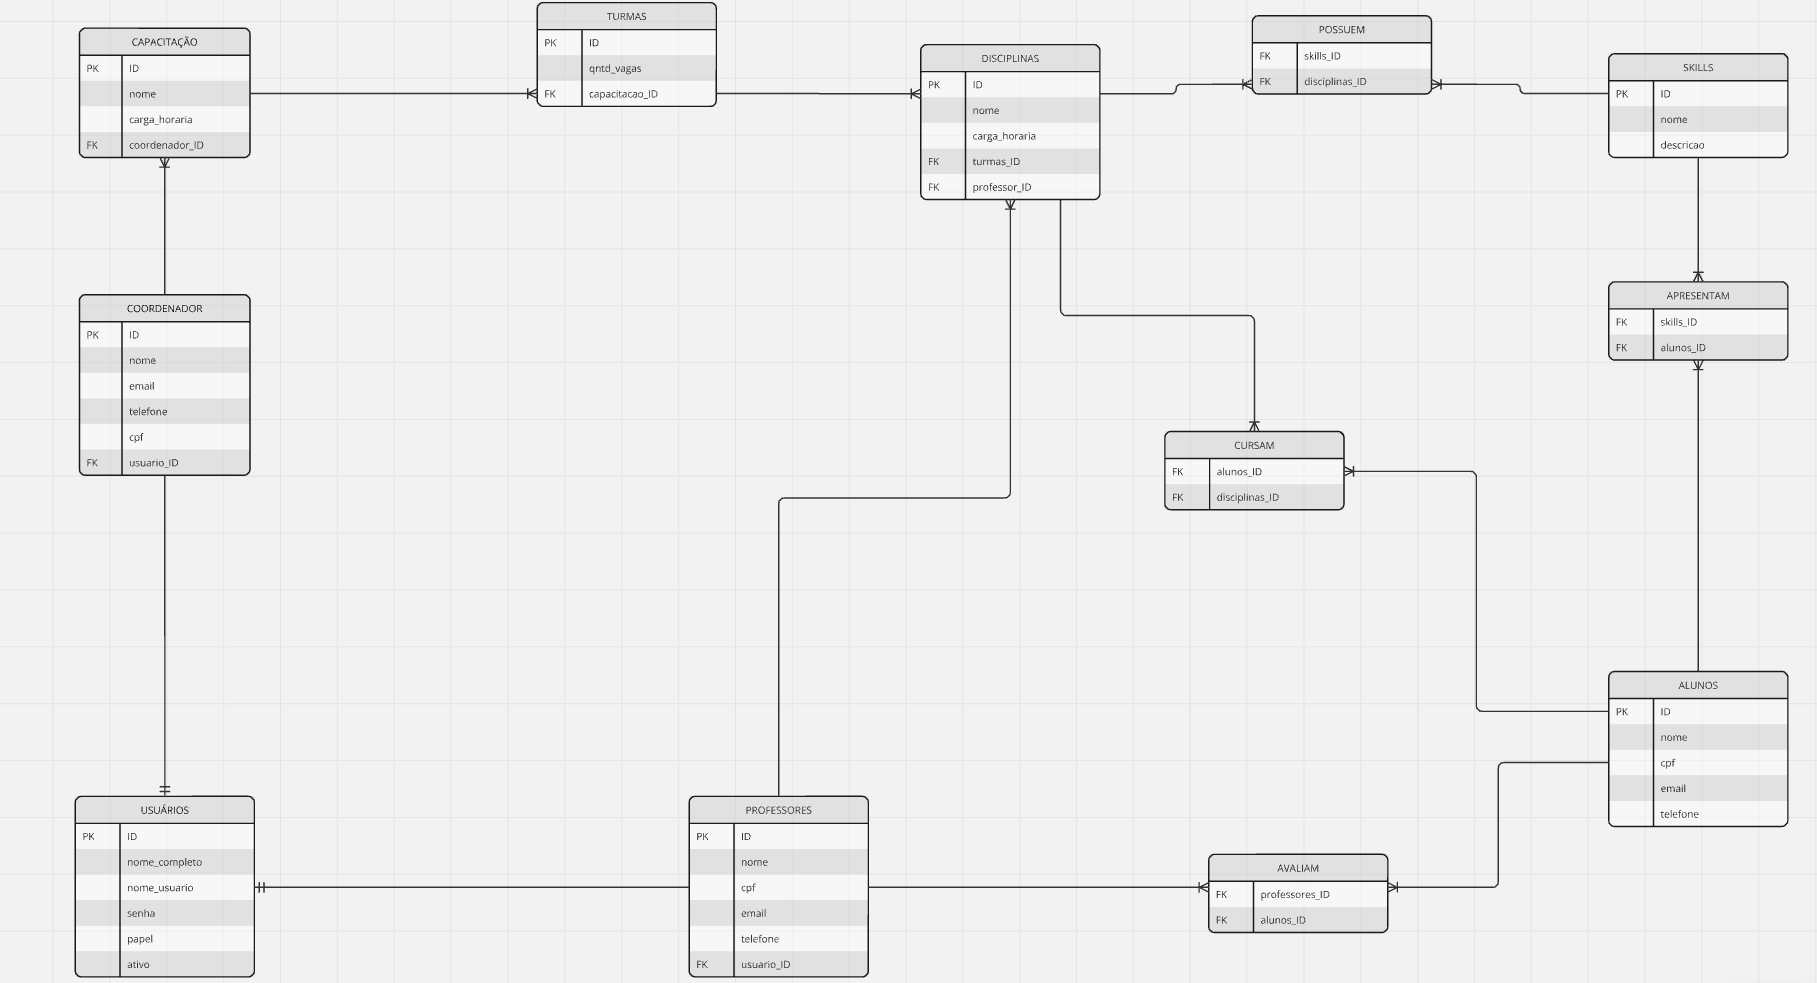 TURMAS
PK ID
qntd_vagas
FK capacitacao_ID
CAPACITAÇÃO
PK ID
nome
carga_horaria
FK coordenador_ID
DISCIPLINAS
PK ID
nome
carga_horaria
FK turmas_ID
FK professor_ID
POSSUEM
FK skills_ID
FK disciplinas_ID
SKILLS
PK ID
nome
descricao
COORDENADOR
PK ID
nome
email
telefone
cpf
FK usuario_ID
APRESENTAM
FK skills_ID
FK alunos_ID
CURSAM
FK alunos_ID
FK disciplinas_ID
ALUNOS
PK ID
nome
cpf
email
telefone
USUÁRIOS
PK ID
nome_completo
nome_usuario
senha
papel
ativo
PROFESSORES
PK ID
nome
cpf
email
telefone
FK usuario_ID
AVALIAM
FK professores_ID
FK alunos_ID